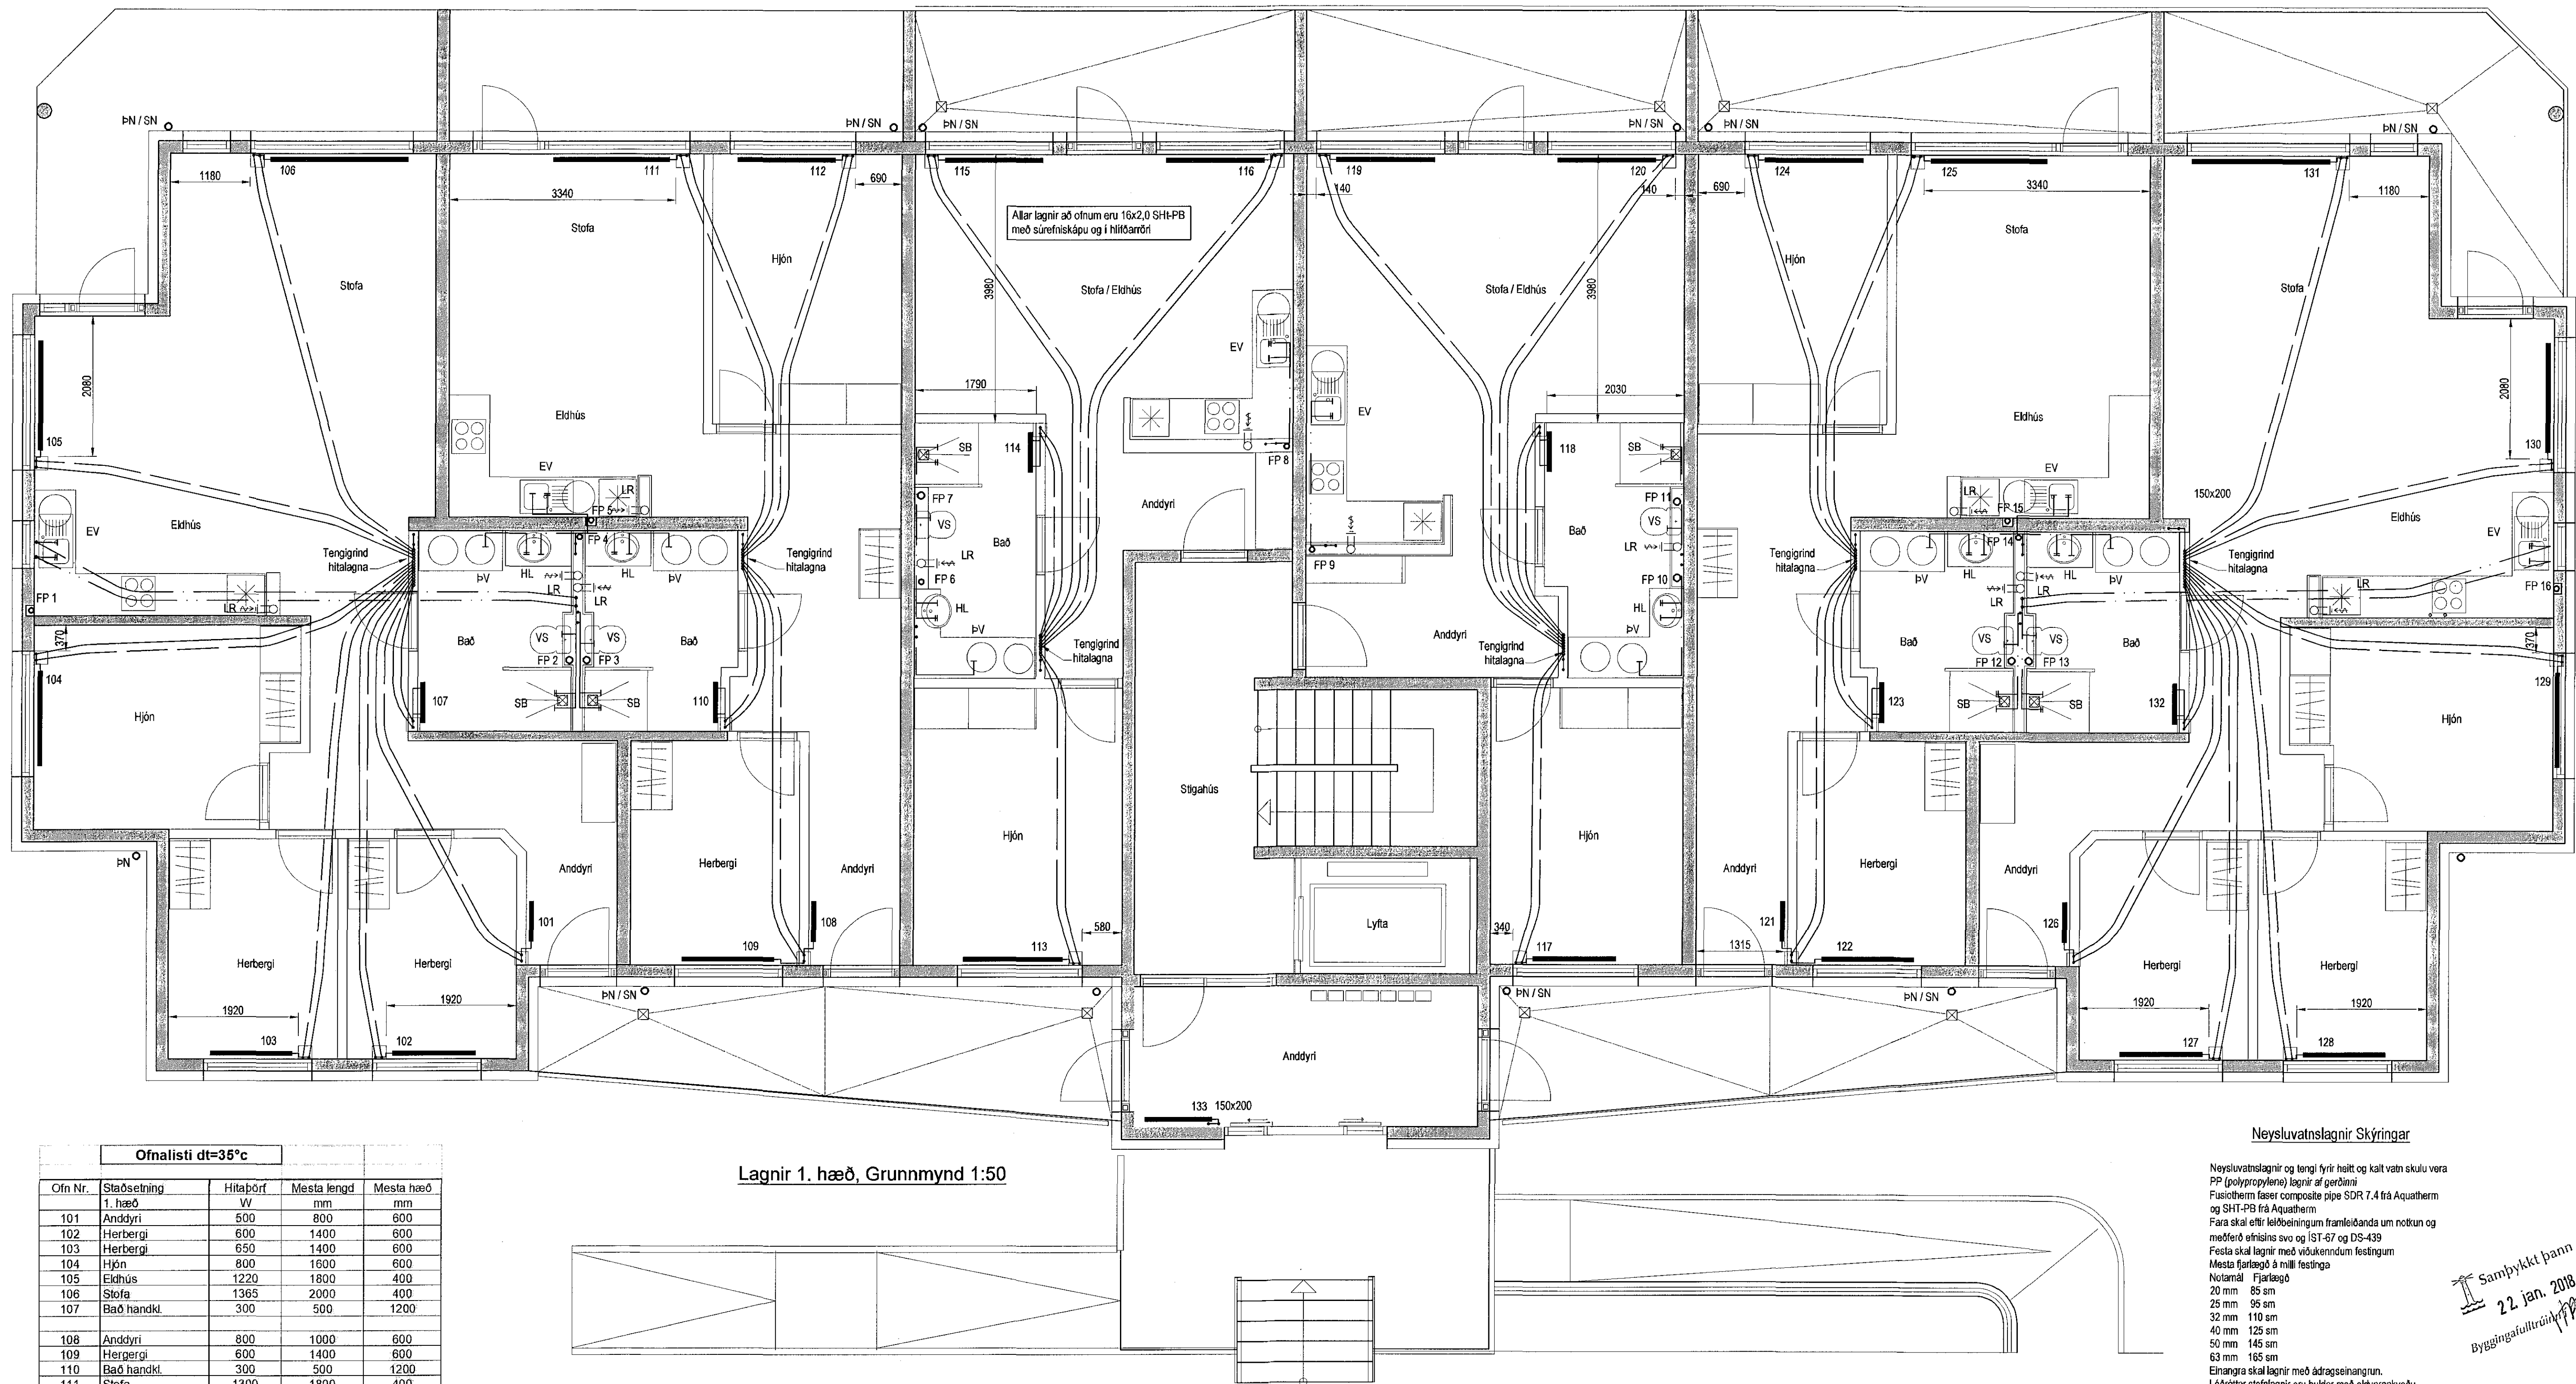 ÞN / SN
ÞN / SN
ÞN / SN
ÞN / SN
ÞN / SN
ÞN / SN
106
111
112
115
116
119
120
124
125
131
1180
3340
690
140
140
690
3340
1180
Allar lagnir að ofnum eru 16x2,0 SHt-PB
með súrefniskápu og í hlífðarröri
Stofa
Hjón
Stofa
Stofa / Eldhús
3980
Stofa / Eldhús
3980
Hjón
Stofa
Stofa
2080
EV
1790
2030
2080
105
Eldhús
EV
EV
114
SB
FP 8
118
SB
Eldhús
EV
130
EV
Eldhús
LR
FP 5
FP 4
FP 7
VS
Bað
Anddyri
LR
FP 6
HL
ÞV
FP 9
Bað
FP 11
VS
LR
FP 10
HL
ÞV
Anddyri
LR
FP 15
FP 14
150x200
Eldhús
EV
Tengigrind
hitalagna
ÞV
HL
HL
ÞV
Tengigrind
hitalagna
Tengigrind
hitalagna
ÞV
HL
HL
ÞV
Tengigrind
hitalagna
FP 1
LR
LR
LR
LR
LR
LR
FP 16
370
Bað
VS
VS
Bað
FP 2
FP 3
Tengigrind
hitalagna
Tengigrind
hitalagna
Bað
VS
VS
Bað
FP 12
FP 13
370
104
Hjón
107
SB
SB
110
123
SB
SB
132
129
Hjón
Stigahús
ÞN
Anddyri
Herbergi
Anddyri
Hjón
Hjón
Anddyri
Herbergi
Anddyri
101
108
109
113
580
Lyfta
340
117
121
1315
122
126
Herbergi
Herbergi
Herbergi
Herbergi
ÞN / SN
ÞN / SN
ÞN / SN
1920
1920
1920
1920
103
102
127
128
Anddyri
133
150x200
Ofnalisti dt=35°c
Ofn Nr. Staðsetning Hitaþörf Mesta lengd Mesta hæð
1. hæð W mm mm
101 Anddyri 500 800 600
102 Herbergi 600 1400 600
103 Herbergi 650 1400 600
104 Hjón 800 1600 600
105 Eldhús 1220 1800 400
106 Stofa 1365 2000 400
107 Bað handkl. 300 500 1200
108 Anddyri 800 1000 600
109 Hergergi 600 1400 600
110 Bað handkl. 300 500 1200
111 Stofa 1300 1800 400
Lagnir 1. hæð, Grunnmynd 1:50
Neysluvatnslagnir Skýringar
Neysluvatnslagnir og tengi fyrir heitt og kalt vatn skulu vera
PP (polypropylene) lagnir af gerðinni
Fusiotherm faser composite pipe SDR 7.4 frá Aquatherm
og SHT-PB frá Aquatherm
Fara skal eftir leiðbeiningum framleiðanda um notkun og
meðferð efnisins svo og ÍST-67 og DS-439
Festa skal lagnir með viðukenndum festingum
Mesta fjarlægð á milli festinga
Notamál Fjarlægð
20 mm 85 sm
25 mm 95 sm
32 mm 110 sm
40 mm 125 sm
50 mm 145 sm
63 mm 165 sm
Einangra skal lagnir með ádragseinangrun.
Samþykkt þann
22. jan. 2018
Byggingafulltrúinn